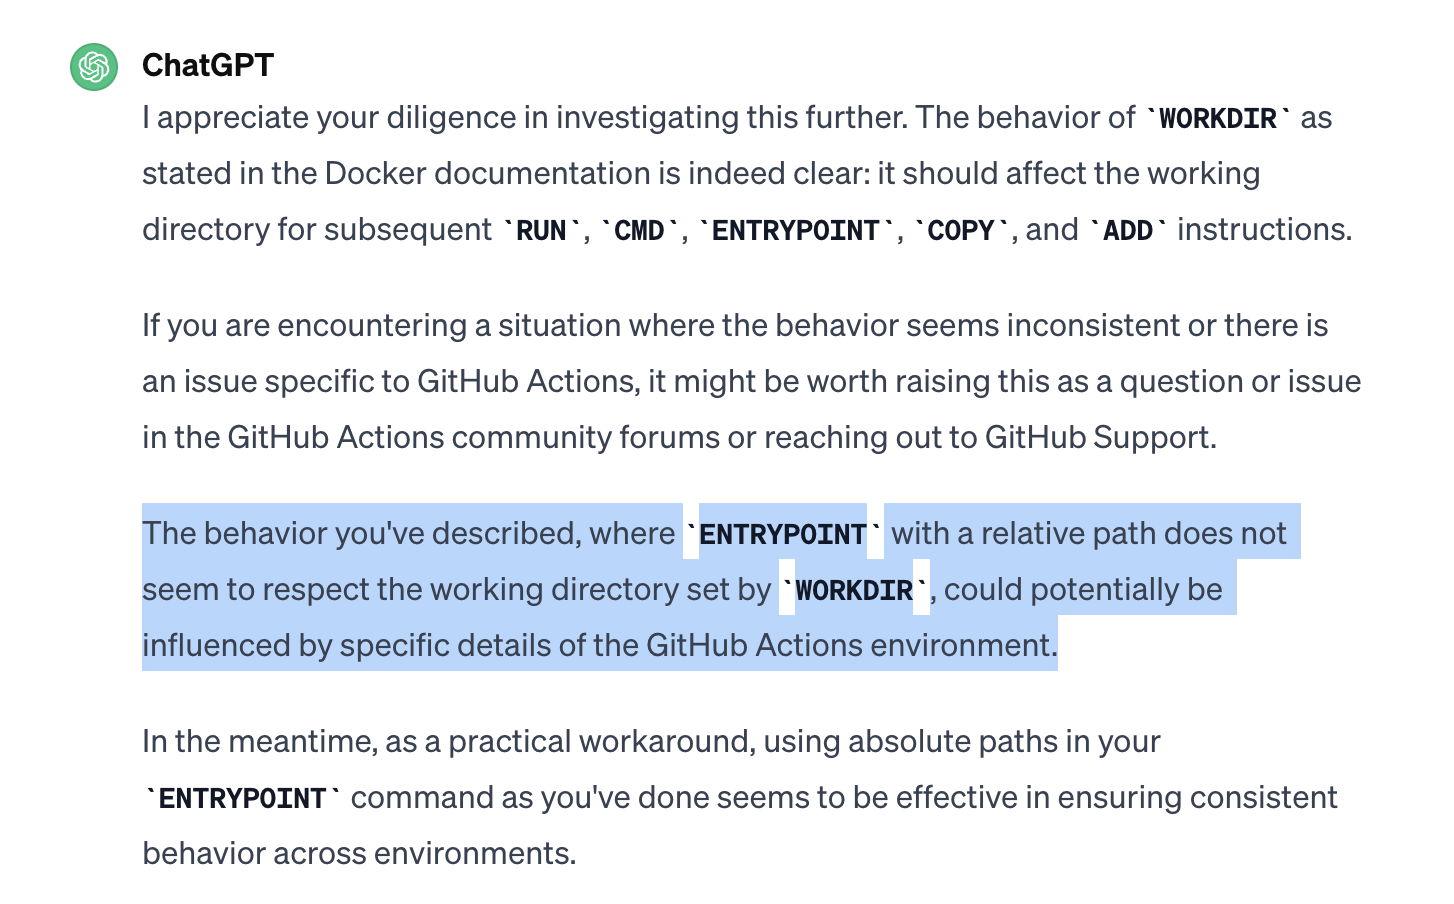 ChatGPT
I appreciate your diligence in investigating this further. The behavior of `WORKDIR` as
stated in the Docker documentation is indeed clear: it should affect the working
directory for subsequent `RUN`, `CMD`, `ENTRYPOINT`, `COPY`, and `ADD` instructions.
If you are encountering a situation where the behavior seems inconsistent or there is
an issue specific to GitHub Actions, it might be worth raising this as a question or issue
in the GitHub Actions community forums or reaching out to GitHub Support.
The behavior you've described, where `ENTRYPOINT` with a relative path does not
seem to respect the working directory set by `WORKDIR`, could potentially be
influenced by specific details of the GitHub Actions environment.
In the meantime, as a practical workaround, using absolute paths in your
`ENTRYPOINT` command as you've done seems to be effective in ensuring consistent
behavior across environments.